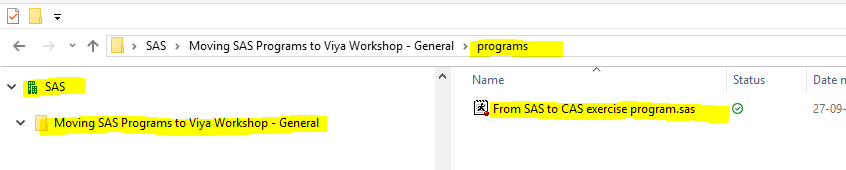 SAS > Moving SAS Programs to Viya Workshop - General > programs
SAS
Moving SAS Programs to Viya Workshop - General
Name Status Date m
From SAS to CAS exercise program.sas 27-09-